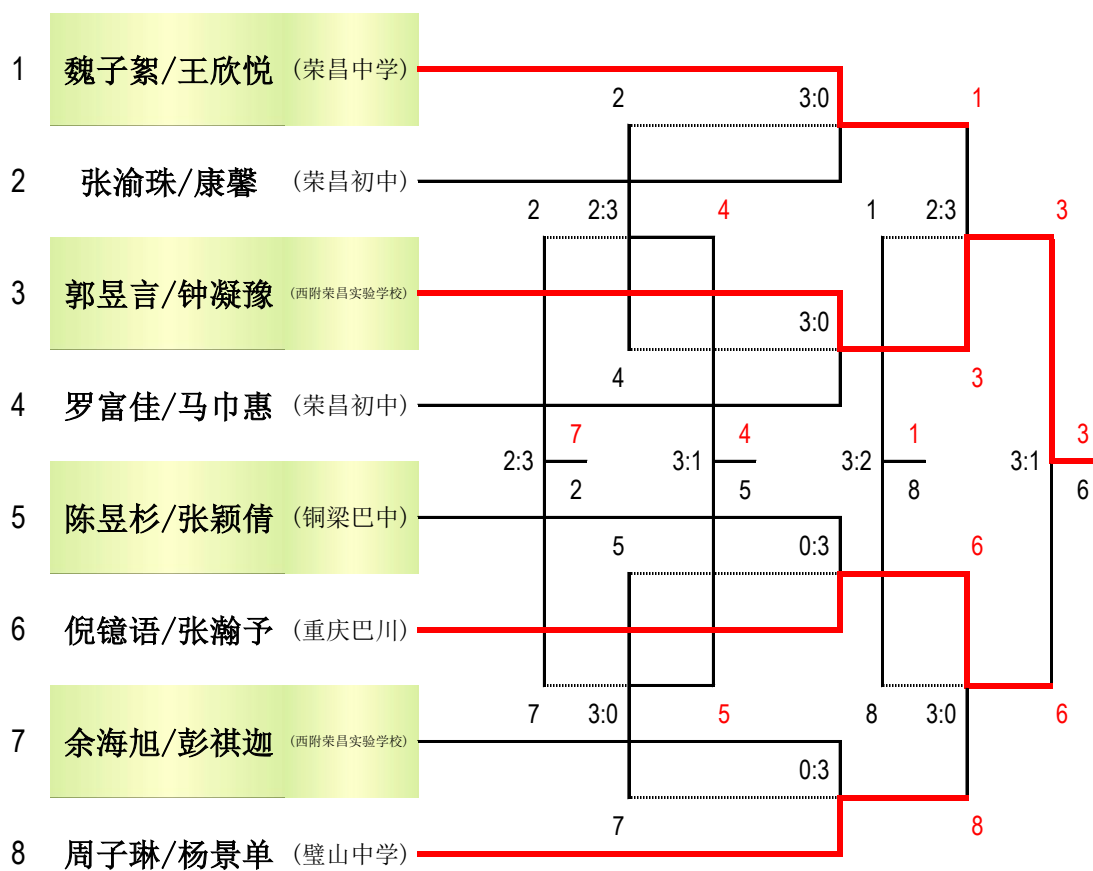 1 魏子絮/王欣悦 (荣昌中学)
2 3:0 1
2 张渝珠/康馨 (荣昌初中)
2 2:3 4 1 2:3 3
3 郭昱言/钟凝豫 (西附荣昌实验学校)
3:0
4 3
4 罗富佳/马巾惠 (荣昌初中)
7 4 1 3
2:3 3:1 3:2 3:1
2 5 8 6
5 陈昱杉/张颖倩 (铜梁巴中)
5 0:3 6
6 倪镱语/张瀚予 (重庆巴川)
7 3:0 5 8 3:0 6
7 余海旭/彭祺迦 (西附荣昌实验学校)
0:3
7 8
8 周子琳/杨景单 (璧山中学)